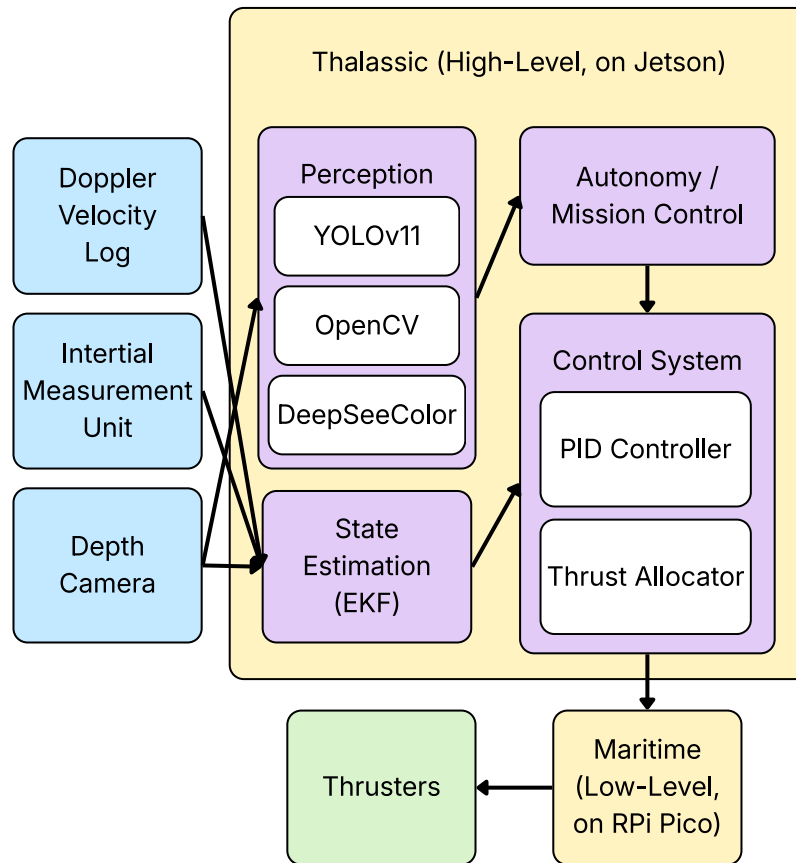 Thalassic (High-Level, on Jetson)
Doppler
Velocity
Log
Intertial
Measurement
Unit
Depth
Camera
Perception
YOLOv11
OpenCV
DeepSeeColor
State
Estimation
(EKF)
Autonomy /
Mission Control
Control System
PID Controller
Thrust Allocator
Maritime
(Low-Level,
on RPi Pico)
Thrusters